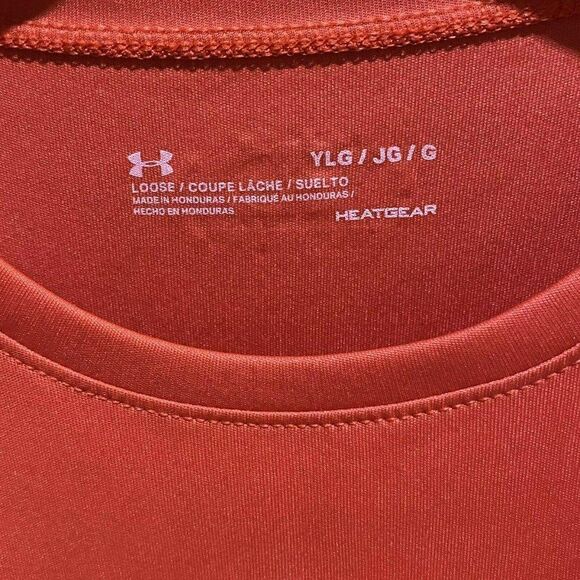 YLG / JG / G
LOOSE / COUPE LÂCHE / SUELTO
MADE IN HONDURAS / FABRIQUÉ AU HONDURAS /
HECHO EN HONDURAS
HEATGEAR